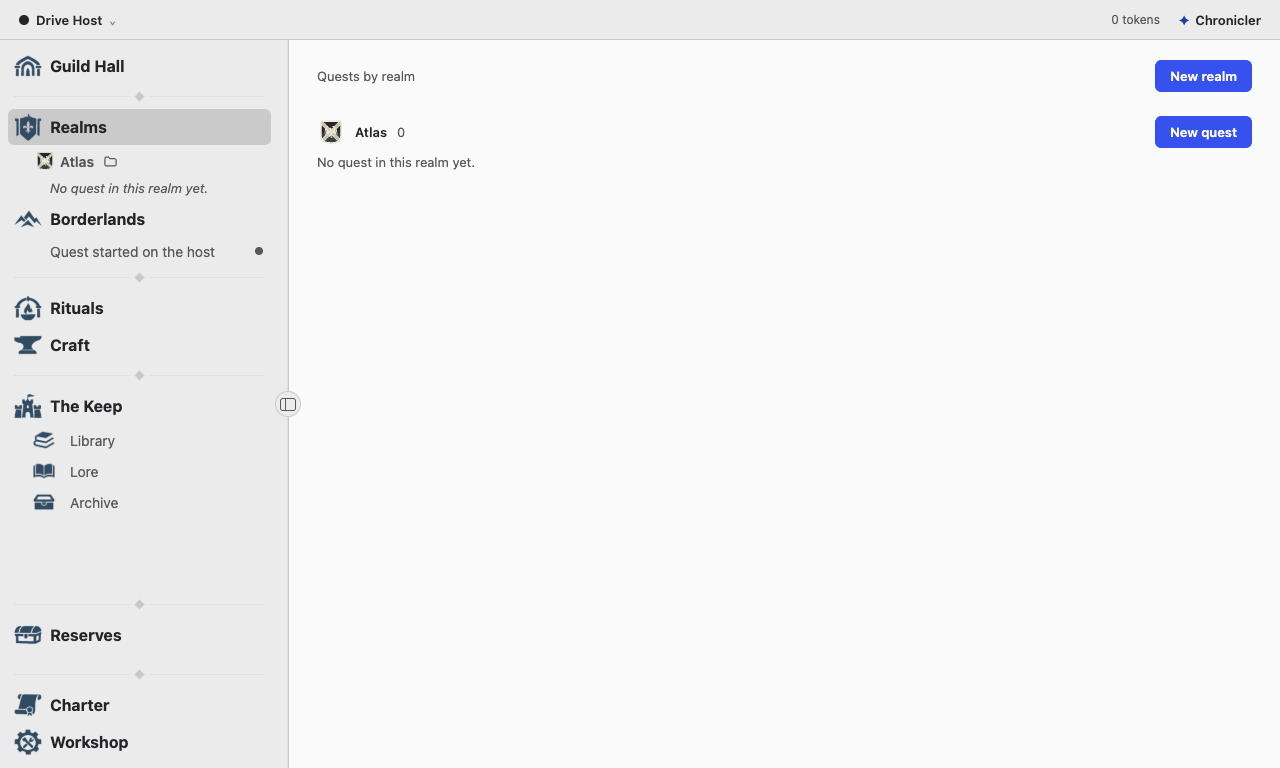 Drive Host
0 tokens
Chronicler
Guild Hall
Realms
Atlas
No quest in this realm yet.
Borderlands
Quest started on the host
Rituals
Craft
The Keep
Library
Lore
Archive
Reserves
Charter
Workshop
Quests by realm
New realm
Atlas 0
New quest
No quest in this realm yet.